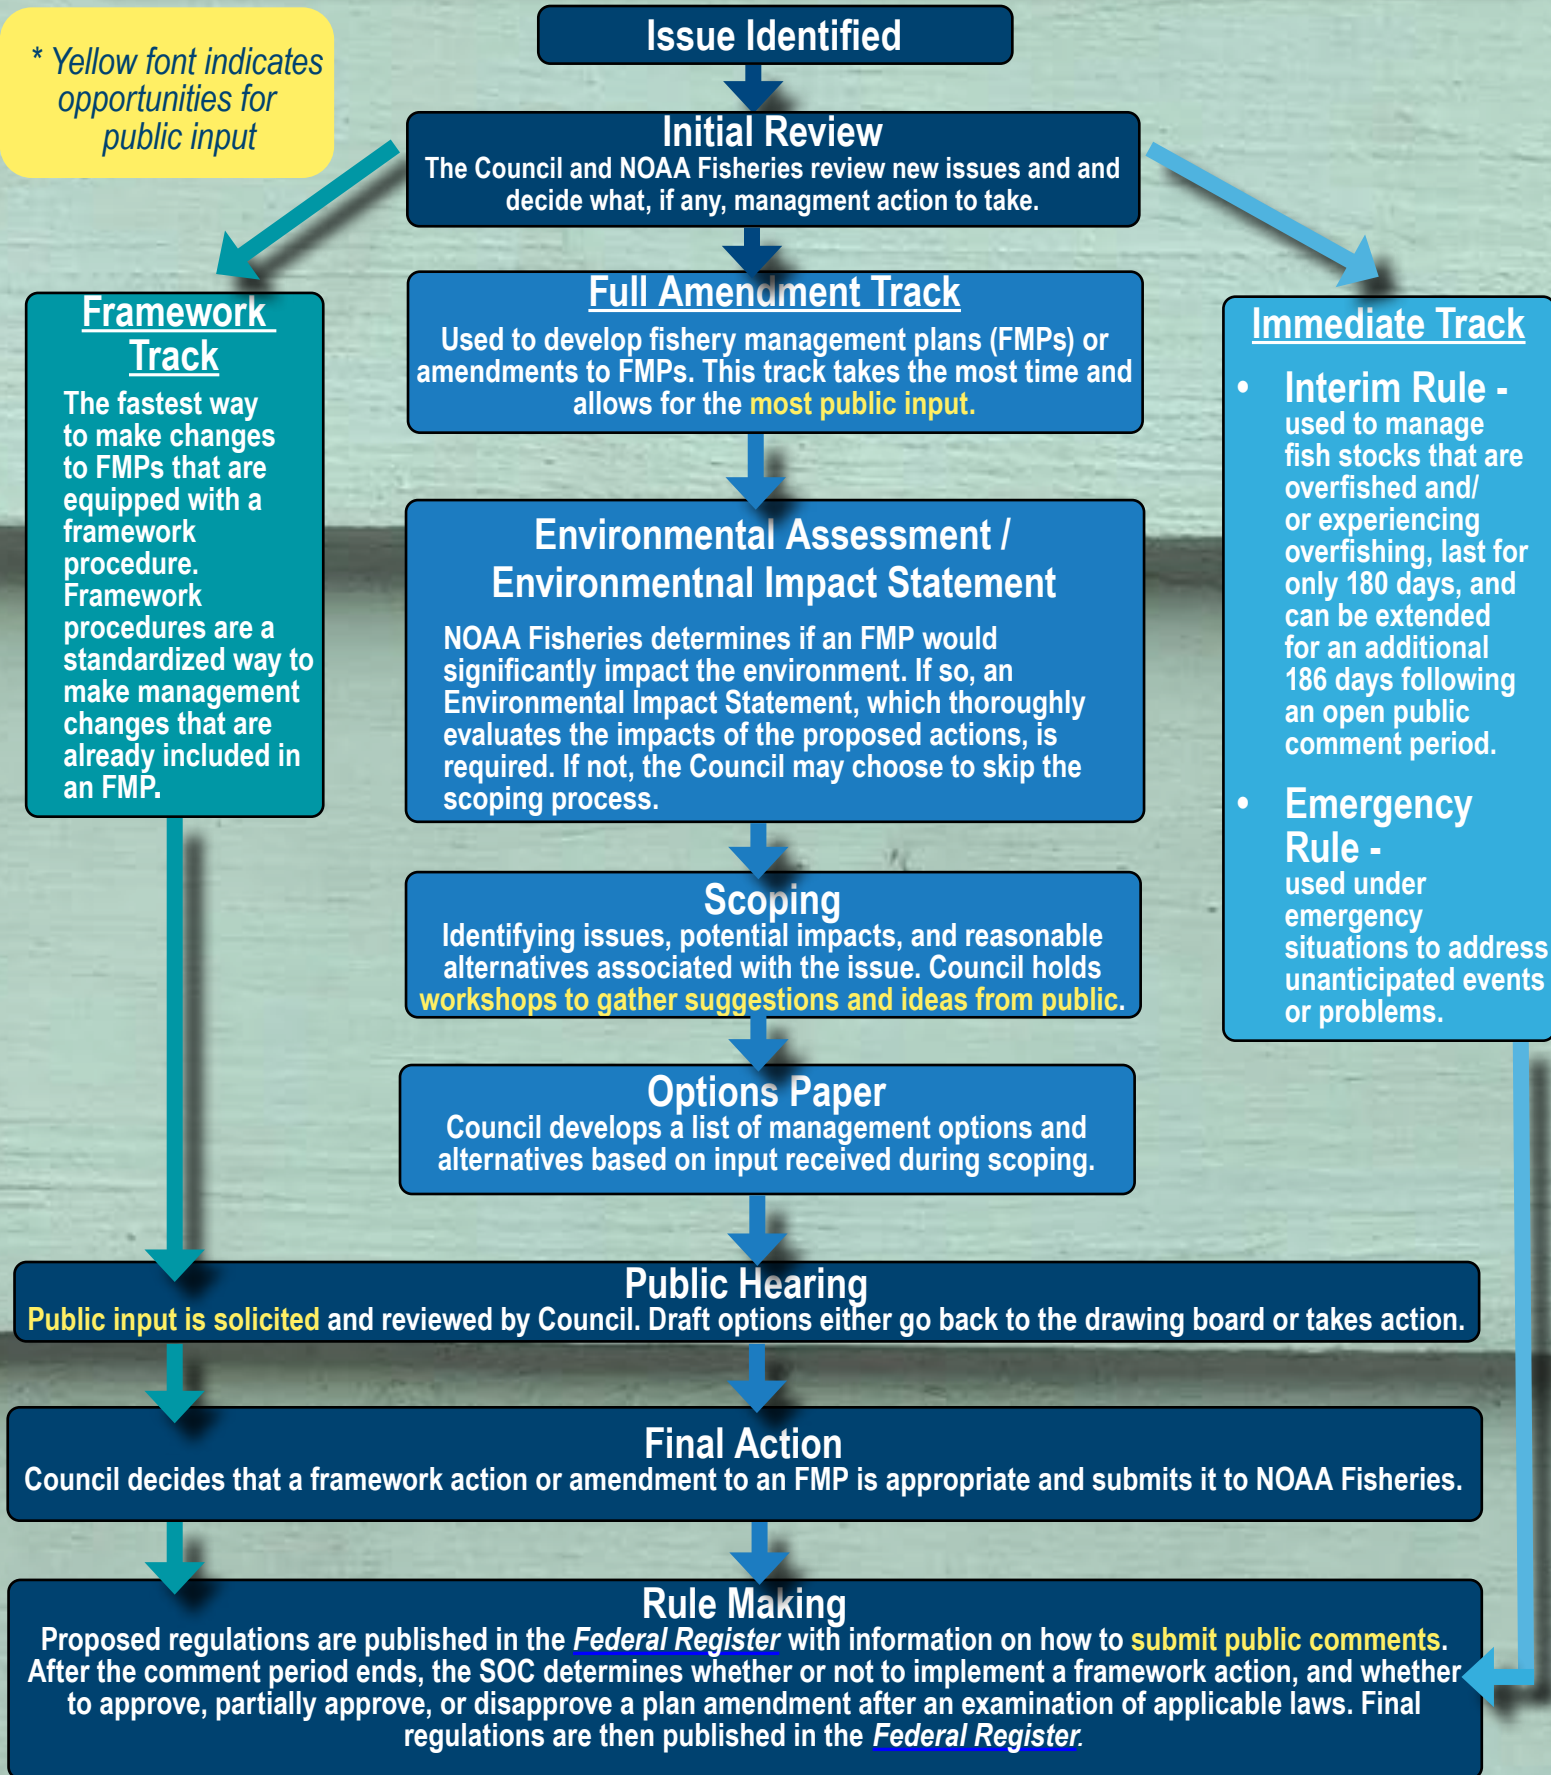 * Yellow font indicates
opportunities for
public input
Issue Identified
Initial Review
The Council and NOAA Fisheries review new issues and and
decide what, if any, managment action to take.
Framework
Track
The fastest way
to make changes
to FMPs that are
equipped with a
framework
procedure.
Framework
procedures are a
standardized way to
make management
changes that are
already included in
an FMP.
Full Amendment Track
Used to develop fishery management plans (FMPs) or
amendments to FMPs. This track takes the most time and
allows for the most public input.
Environmental Assessment /
Environmentnal Impact Statement
NOAA Fisheries determines if an FMP would
significantly impact the environment. If so, an
Environmental Impact Statement, which thoroughly
evaluates the impacts of the proposed actions, is
required. If not, the Council may choose to skip the
scoping process.
Scoping
Identifying issues, potential impacts, and reasonable
alternatives associated with the issue. Council holds
workshops to gather suggestions and ideas from public.
Options Paper
Council develops a list of management options and
alternatives based on input received during scoping.
Immediate Track
• Interim Rule -
used to manage
fish stocks that are
overfished and/
or experiencing
overfishing, last for
only 180 days, and
can be extended
for an additional
186 days following
an open public
comment period.
• Emergency
Rule -
used under
emergency
situations to address
unanticipated events
or problems.
Public Hearing
Public input is solicited and reviewed by Council. Draft options either go back to the drawing board or takes action.
Final Action
Council decides that a framework action or amendment to an FMP is appropriate and submits it to NOAA Fisheries.
Rule Making
Proposed regulations are published in the Federal Register with information on how to submit public comments.
After the comment period ends, the SOC determines whether or not to implement a framework action, and whether
to approve, partially approve, or disapprove a plan amendment after an examination of applicable laws. Final
regulations are then published in the Federal Register.